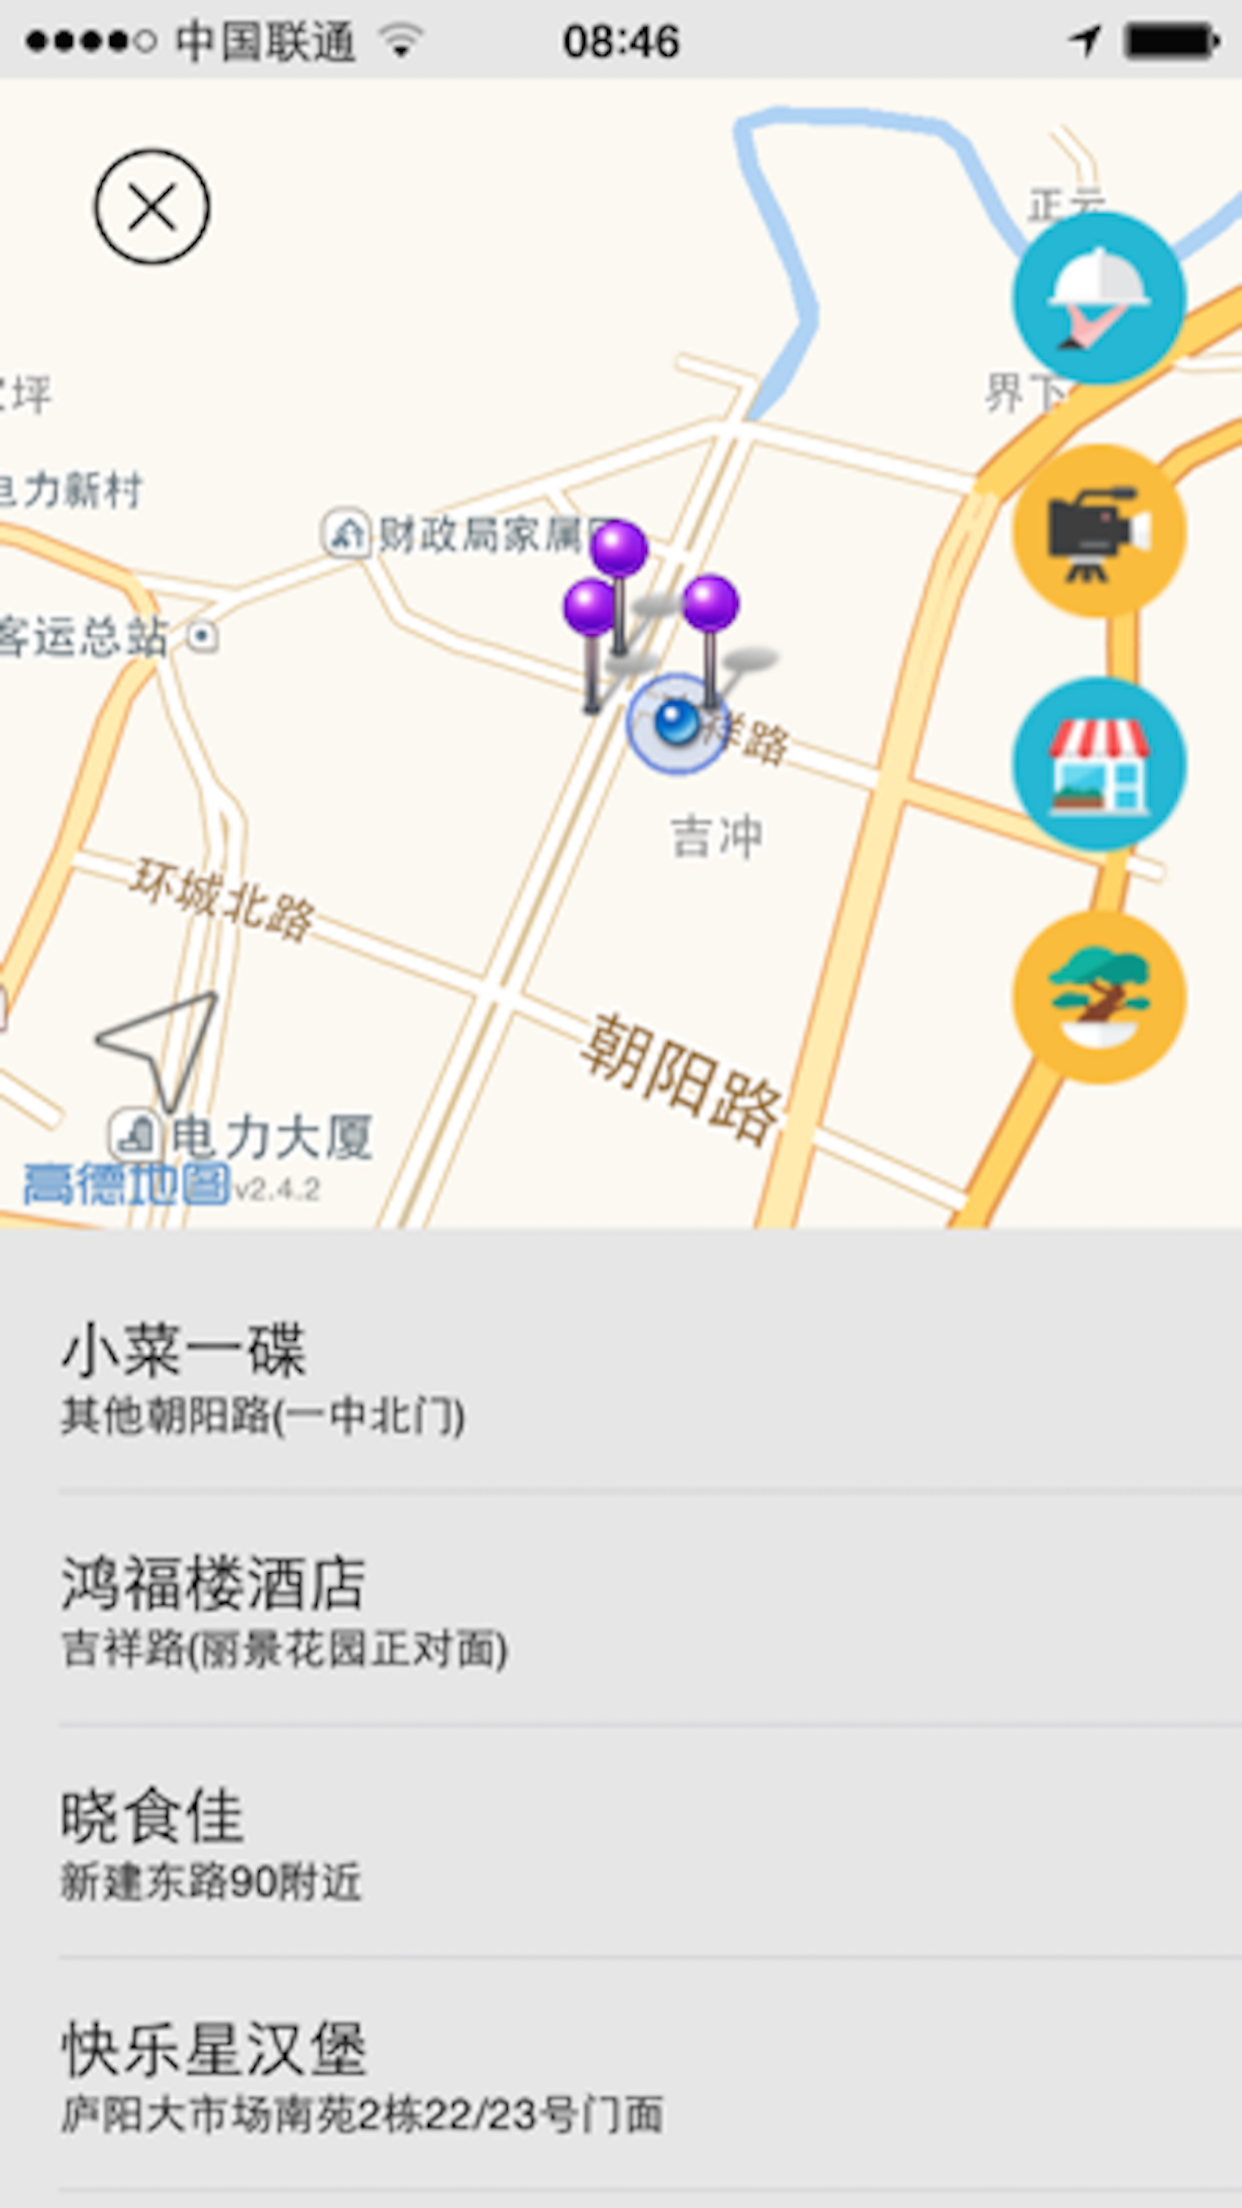 中国联通
08:46
正云
界下
坪
力新村
财政局家属
客运总站
祥路
吉冲
环城北路
朝阳路
电力大厦
高德地图 v2.4.2
小菜一碟
其他朝阳路(一中北门)
鸿福楼酒店
吉祥路(丽景花园正对面)
晓食佳
新建东路90附近
快乐星汉堡
庐阳大市场南苑2栋22/23号门面